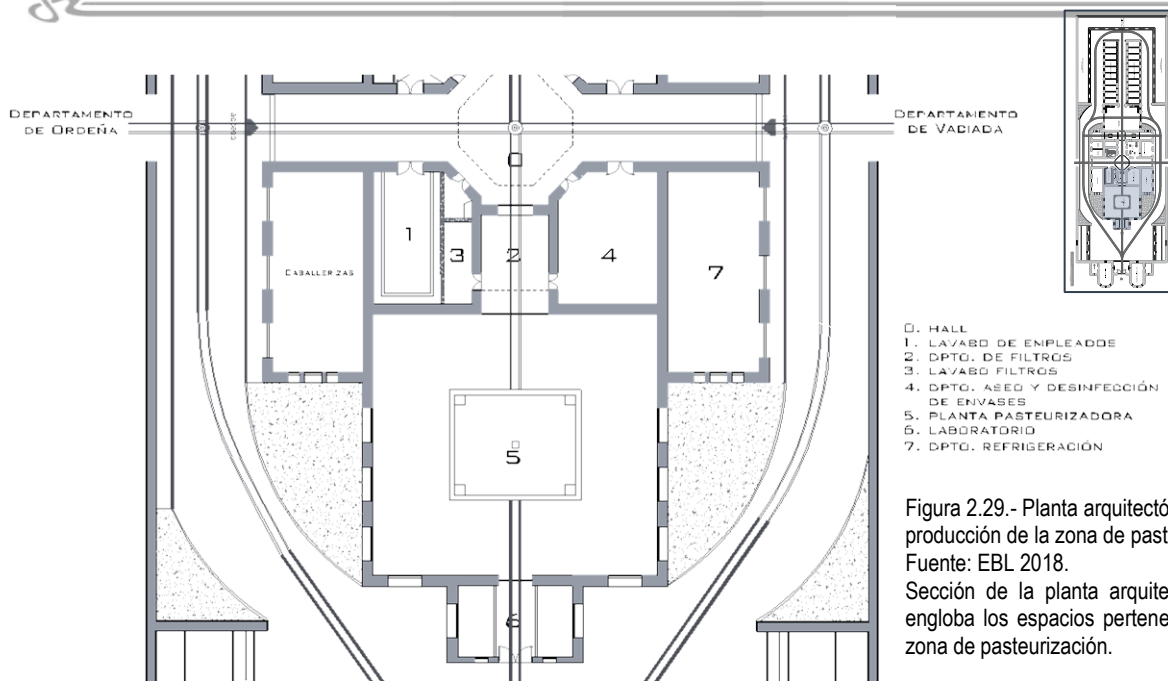 DEPARTAMENTO
DE ORDEÑA
DEPARTAMENTO
DE VACIADA
0
1
3
2
4
7
CABALLERIZAS
5
6
0. HALL
1. LAVABO DE EMPLEADOS
2. DPTO. DE FILTROS
3. LAVABO FILTROS
4. DPTO. ASEO Y DESINFECCIÓN
DE ENVASES
5. PLANTA PASTEURIZADORA
6. LABORATORIO
7. DPTO. REFRIGERACIÓN
Figura 2.29.- Planta arquitectó
producción de la zona de past
Fuente: EBL 2018.
Sección de la planta arquite
engloba los espacios pertene
zona de pasteurización.